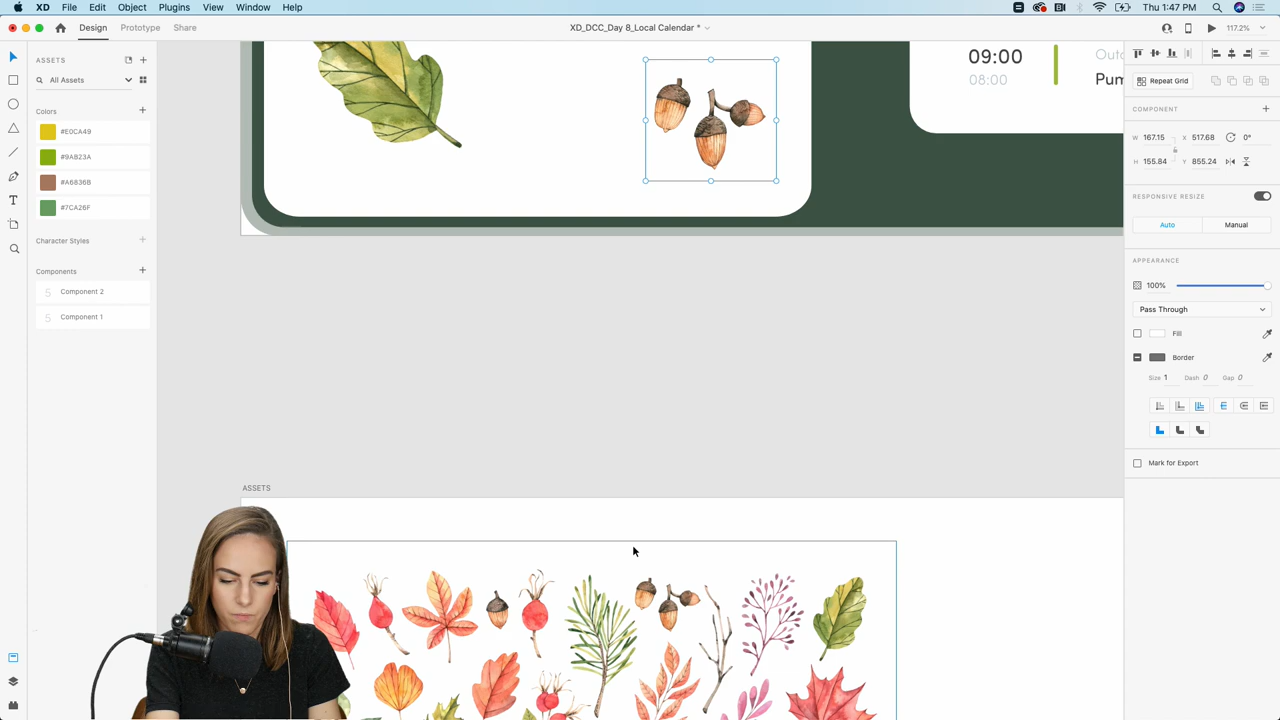 XD File Edit Object Plugins View Window Help
Thu 1:47 PM
Design Prototype Share
XD_DCC_Day 8_Local Calendar *
117.2%
ASSETS
All Assets
Colors
#E0CA49
#9AB23A
#A6836B
#7CA26F
Character Styles
Components
Component 2
Component 1
09:00
08:00
Pum
ASSETS
Repeat Grid
COMPONENT
W 167.15 X 517.68 0°
H 155.84 Y 855.24
RESPONSIVE RESIZE
Auto Manual
APPEARANCE
100%
Pass Through
Fill
Border
Size 1 Dash 0 Gap 0
Mark for Export